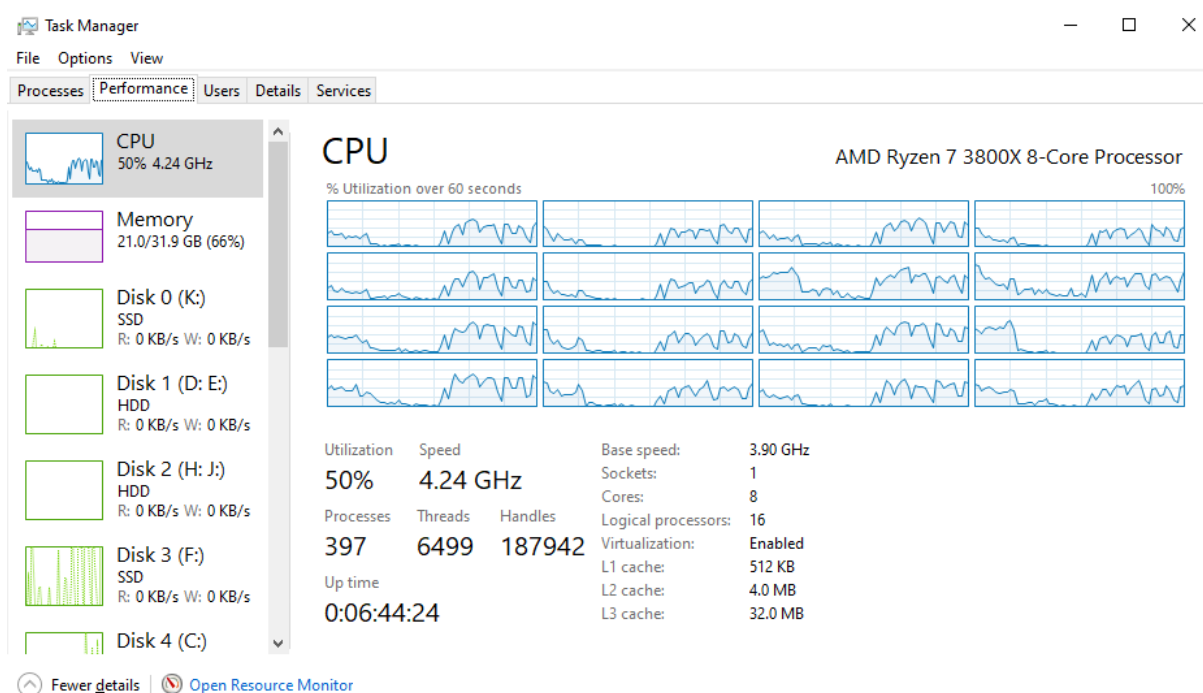 Task Manager
File Options View
Processes Performance Users Details Services
CPU
50% 4.24 GHz
Memory
21.0/31.9 GB (66%)
Disk 0 (K:)
SSD
R: 0 KB/s W: 0 KB/s
Disk 1 (D: E:)
HDD
R: 0 KB/s W: 0 KB/s
Disk 2 (H: J:)
HDD
R: 0 KB/s W: 0 KB/s
Disk 3 (F:)
SSD
R: 0 KB/s W: 0 KB/s
Disk 4 (C:)
CPU AMD Ryzen 7 3800X 8-Core Processor
% Utilization over 60 seconds 100%
Utilization Speed
50% 4.24 GHz
Processes Threads Handles
397 6499 187942
Up time
0:06:44:24
Base speed: 3.90 GHz
Sockets: 1
Cores: 8
Logical processors: 16
Virtualization: Enabled
L1 cache: 512 KB
L2 cache: 4.0 MB
L3 cache: 32.0 MB
Fewer details Open Resource Monitor